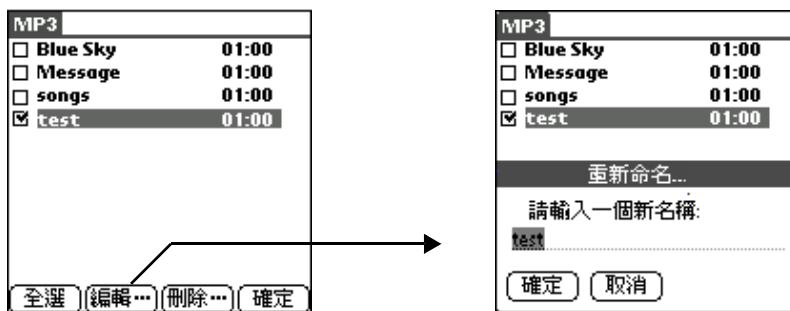 MP3
Blue Sky 01:00
Message 01:00
songs 01:00
test 01:00
全選 編輯… 刪除… 確定
MP3
Blue Sky 01:00
Message 01:00
songs 01:00
test 01:00
重新命名...
請輸入一個新名稱:
test
確定 取消